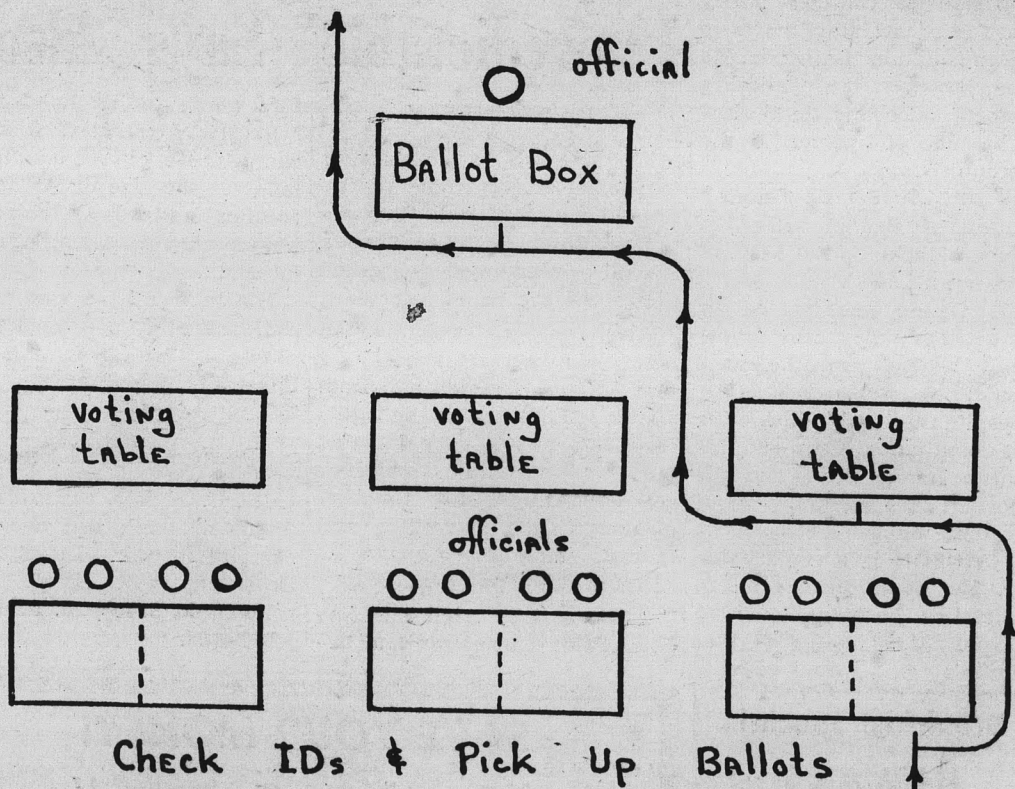 official
Ballot Box
voting
table
voting
table
voting
table
officials
Check IDs & Pick Up Ballots